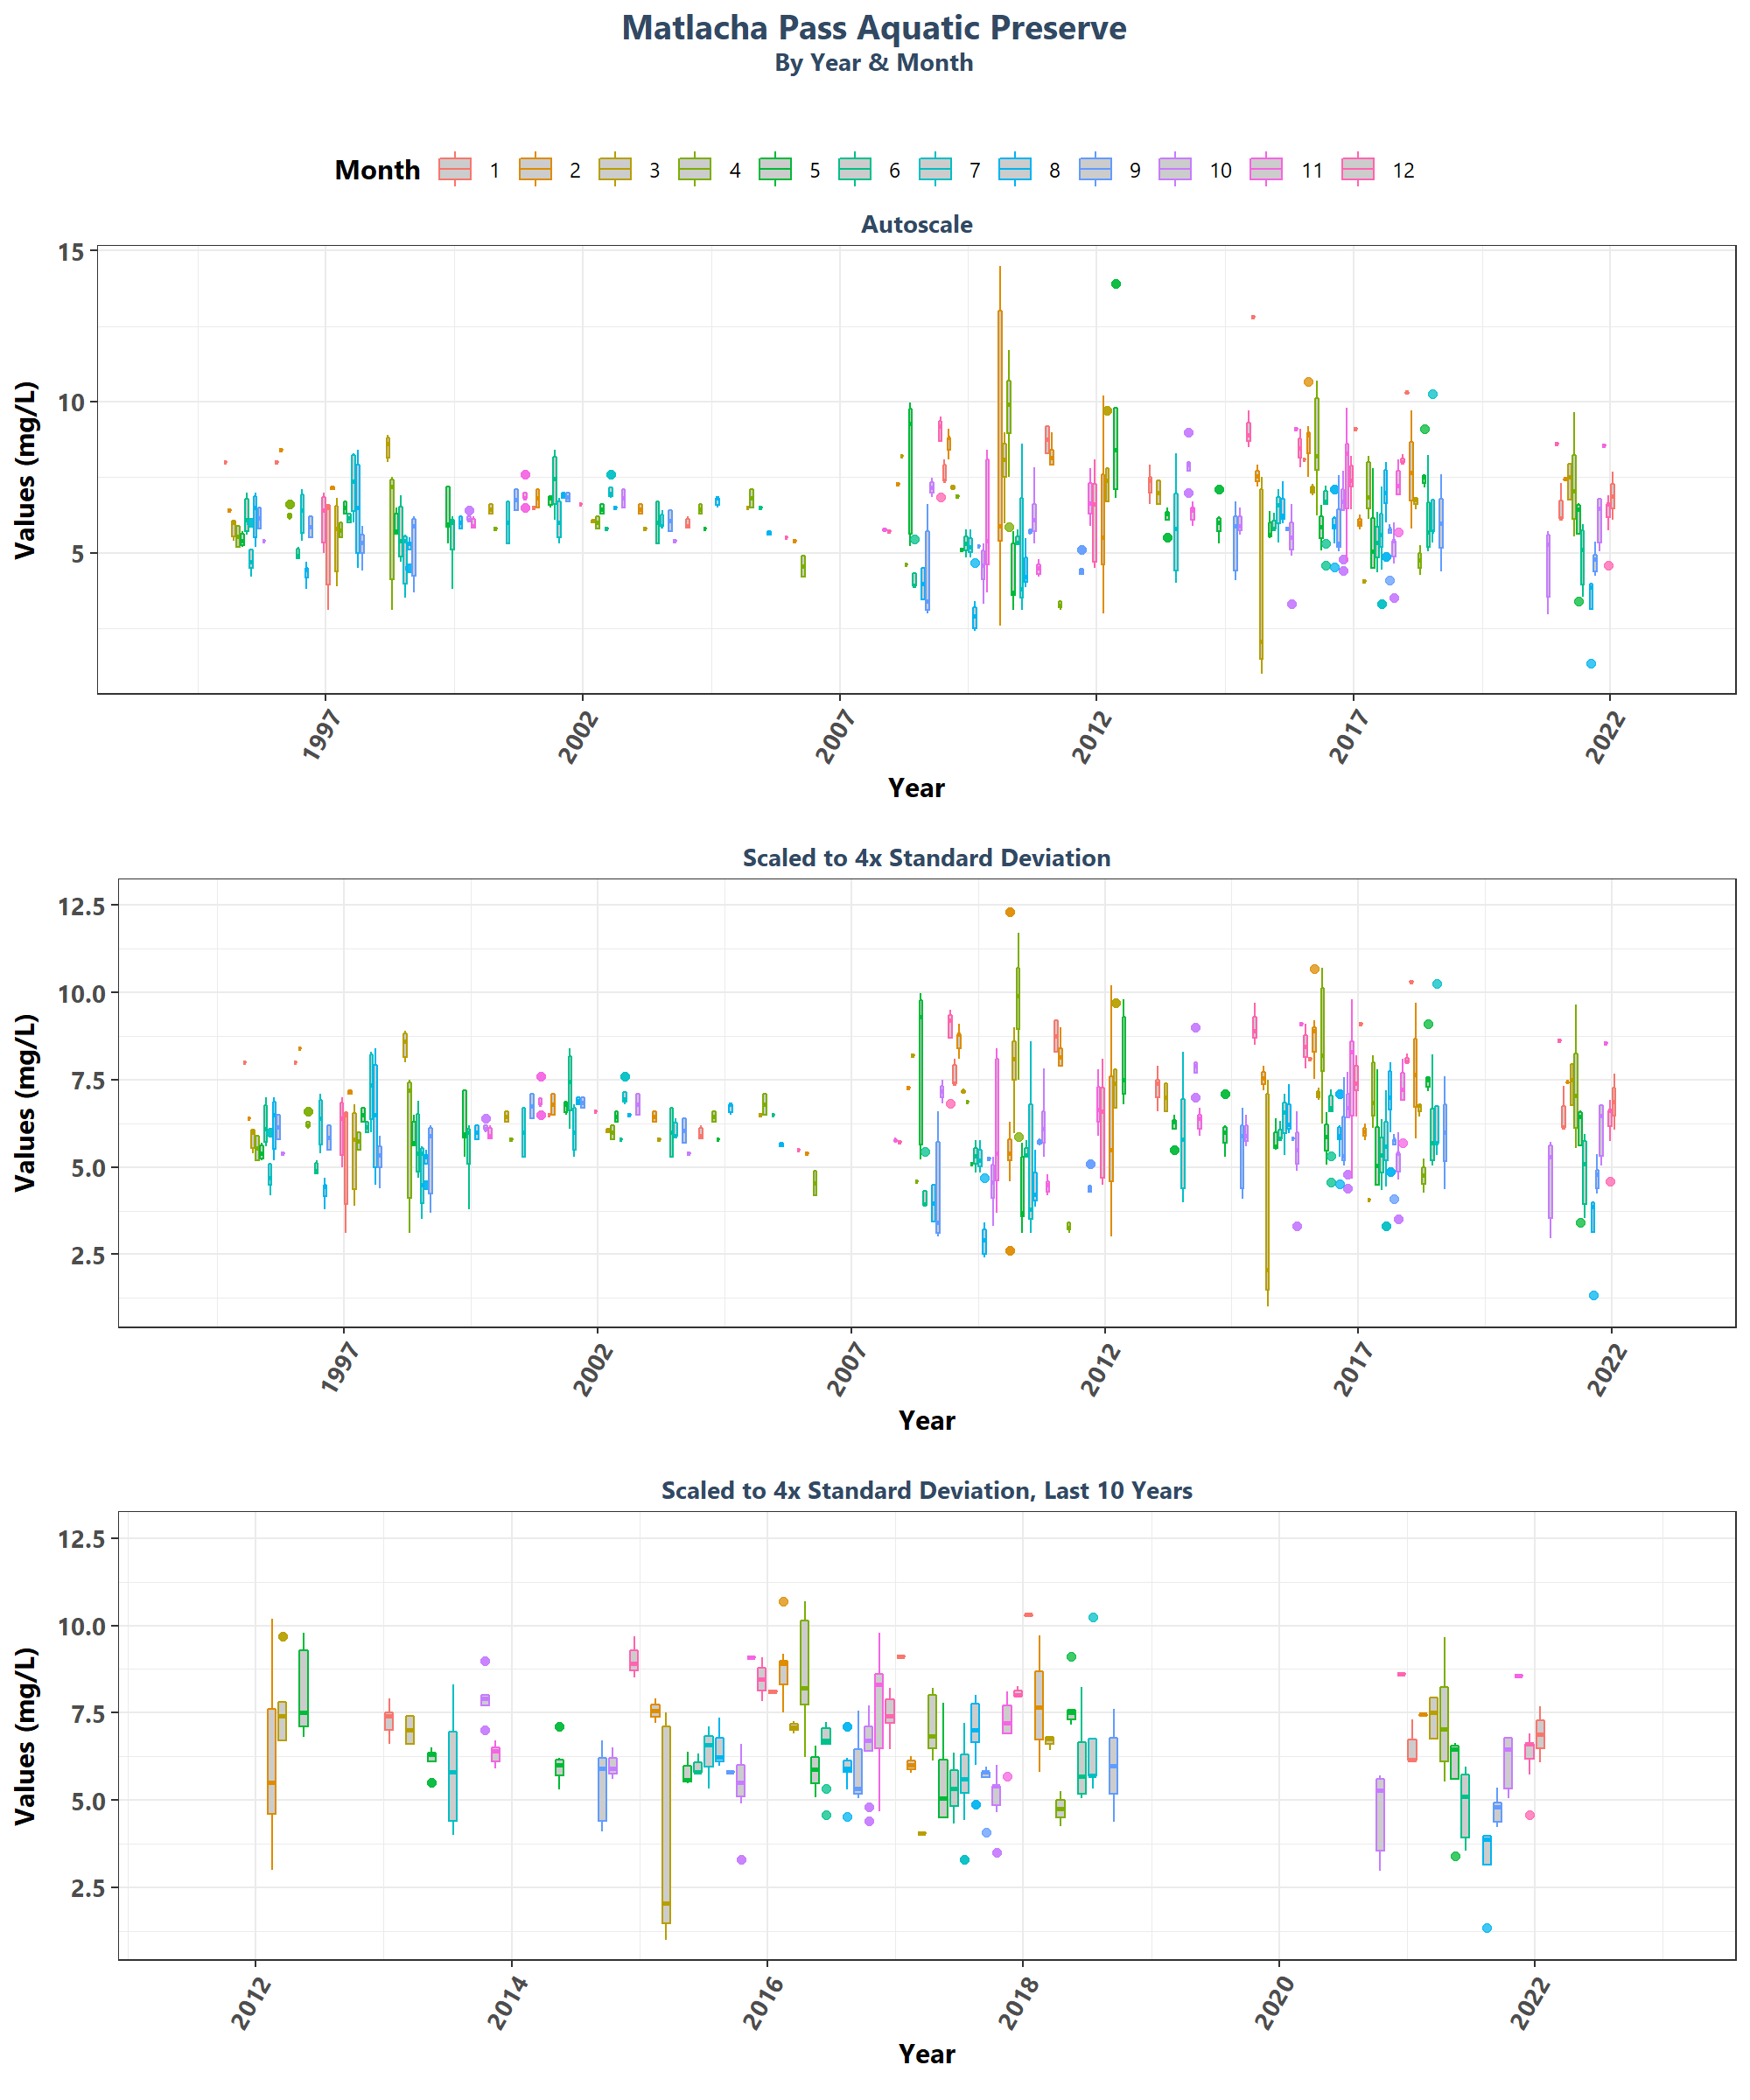 Matlacha Pass Aquatic Preserve
By Year & Month
Month 1 2 3 4 5 6 7 8 9 10 11 12
Autoscale
15
10
5
Values (mg/L)
1997 2002 2007 2012 2017 2022
Year
Scaled to 4x Standard Deviation
12.5
10.0
7.5
5.0
2.5
Values (mg/L)
1997 2002 2007 2012 2017 2022
Year
Scaled to 4x Standard Deviation, Last 10 Years
12.5
10.0
7.5
5.0
2.5
Values (mg/L)
2012 2014 2016 2018 2020 2022
Year